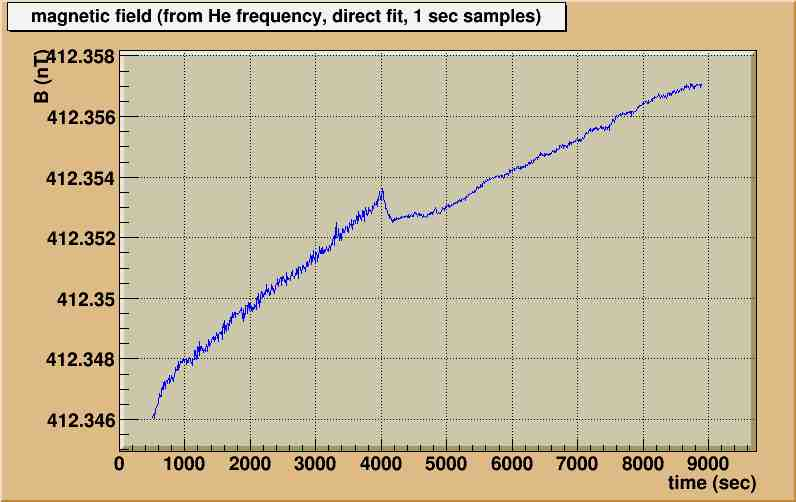 magnetic field (from He frequency, direct fit, 1 sec samples)
B (nT)
412.358
412.356
412.354
412.352
412.35
412.348
412.346
0 1000 2000 3000 4000 5000 6000 7000 8000 9000
time (sec)